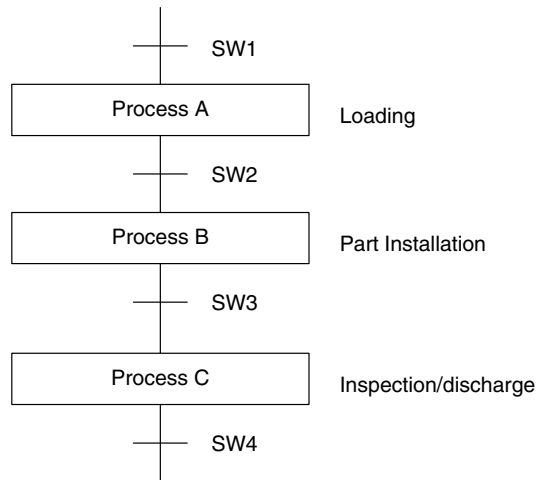 SW1
Process A
Loading
SW2
Process B
Part Installation
SW3
Process C
Inspection/discharge
SW4